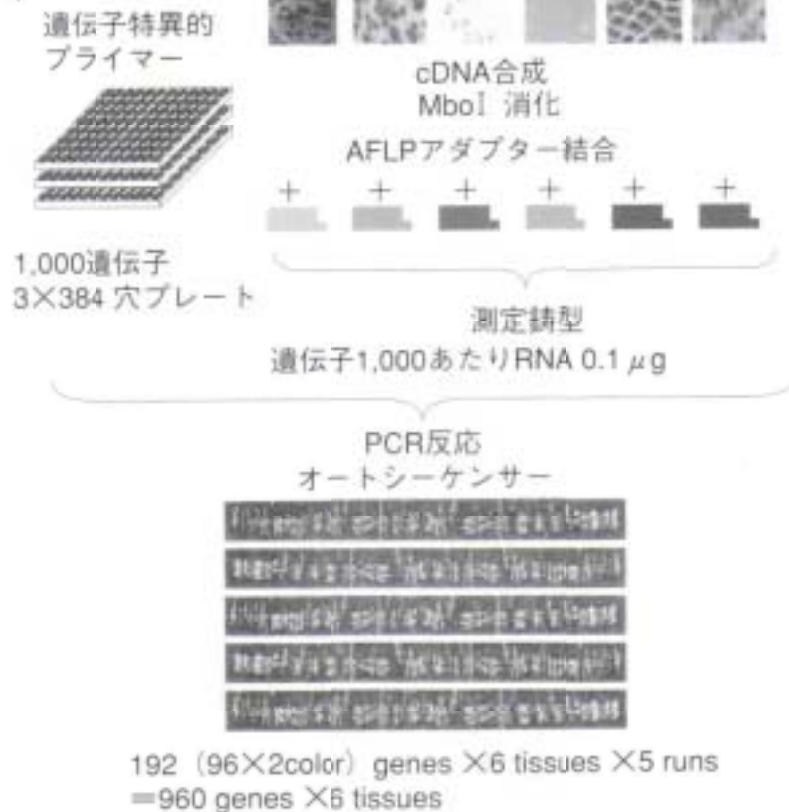 遺伝子特異的
プライマー
cDNA合成
MboI 消化
AFLPアダプター結合
+ + + + + +
1,000遺伝子
3×384 穴プレート
測定鋳型
遺伝子1,000あたりRNA 0.1 μg
PCR反応
オートシーケンサー
192（96×2color）genes ×6 tissues ×5 runs
=960 genes ×6 tissues